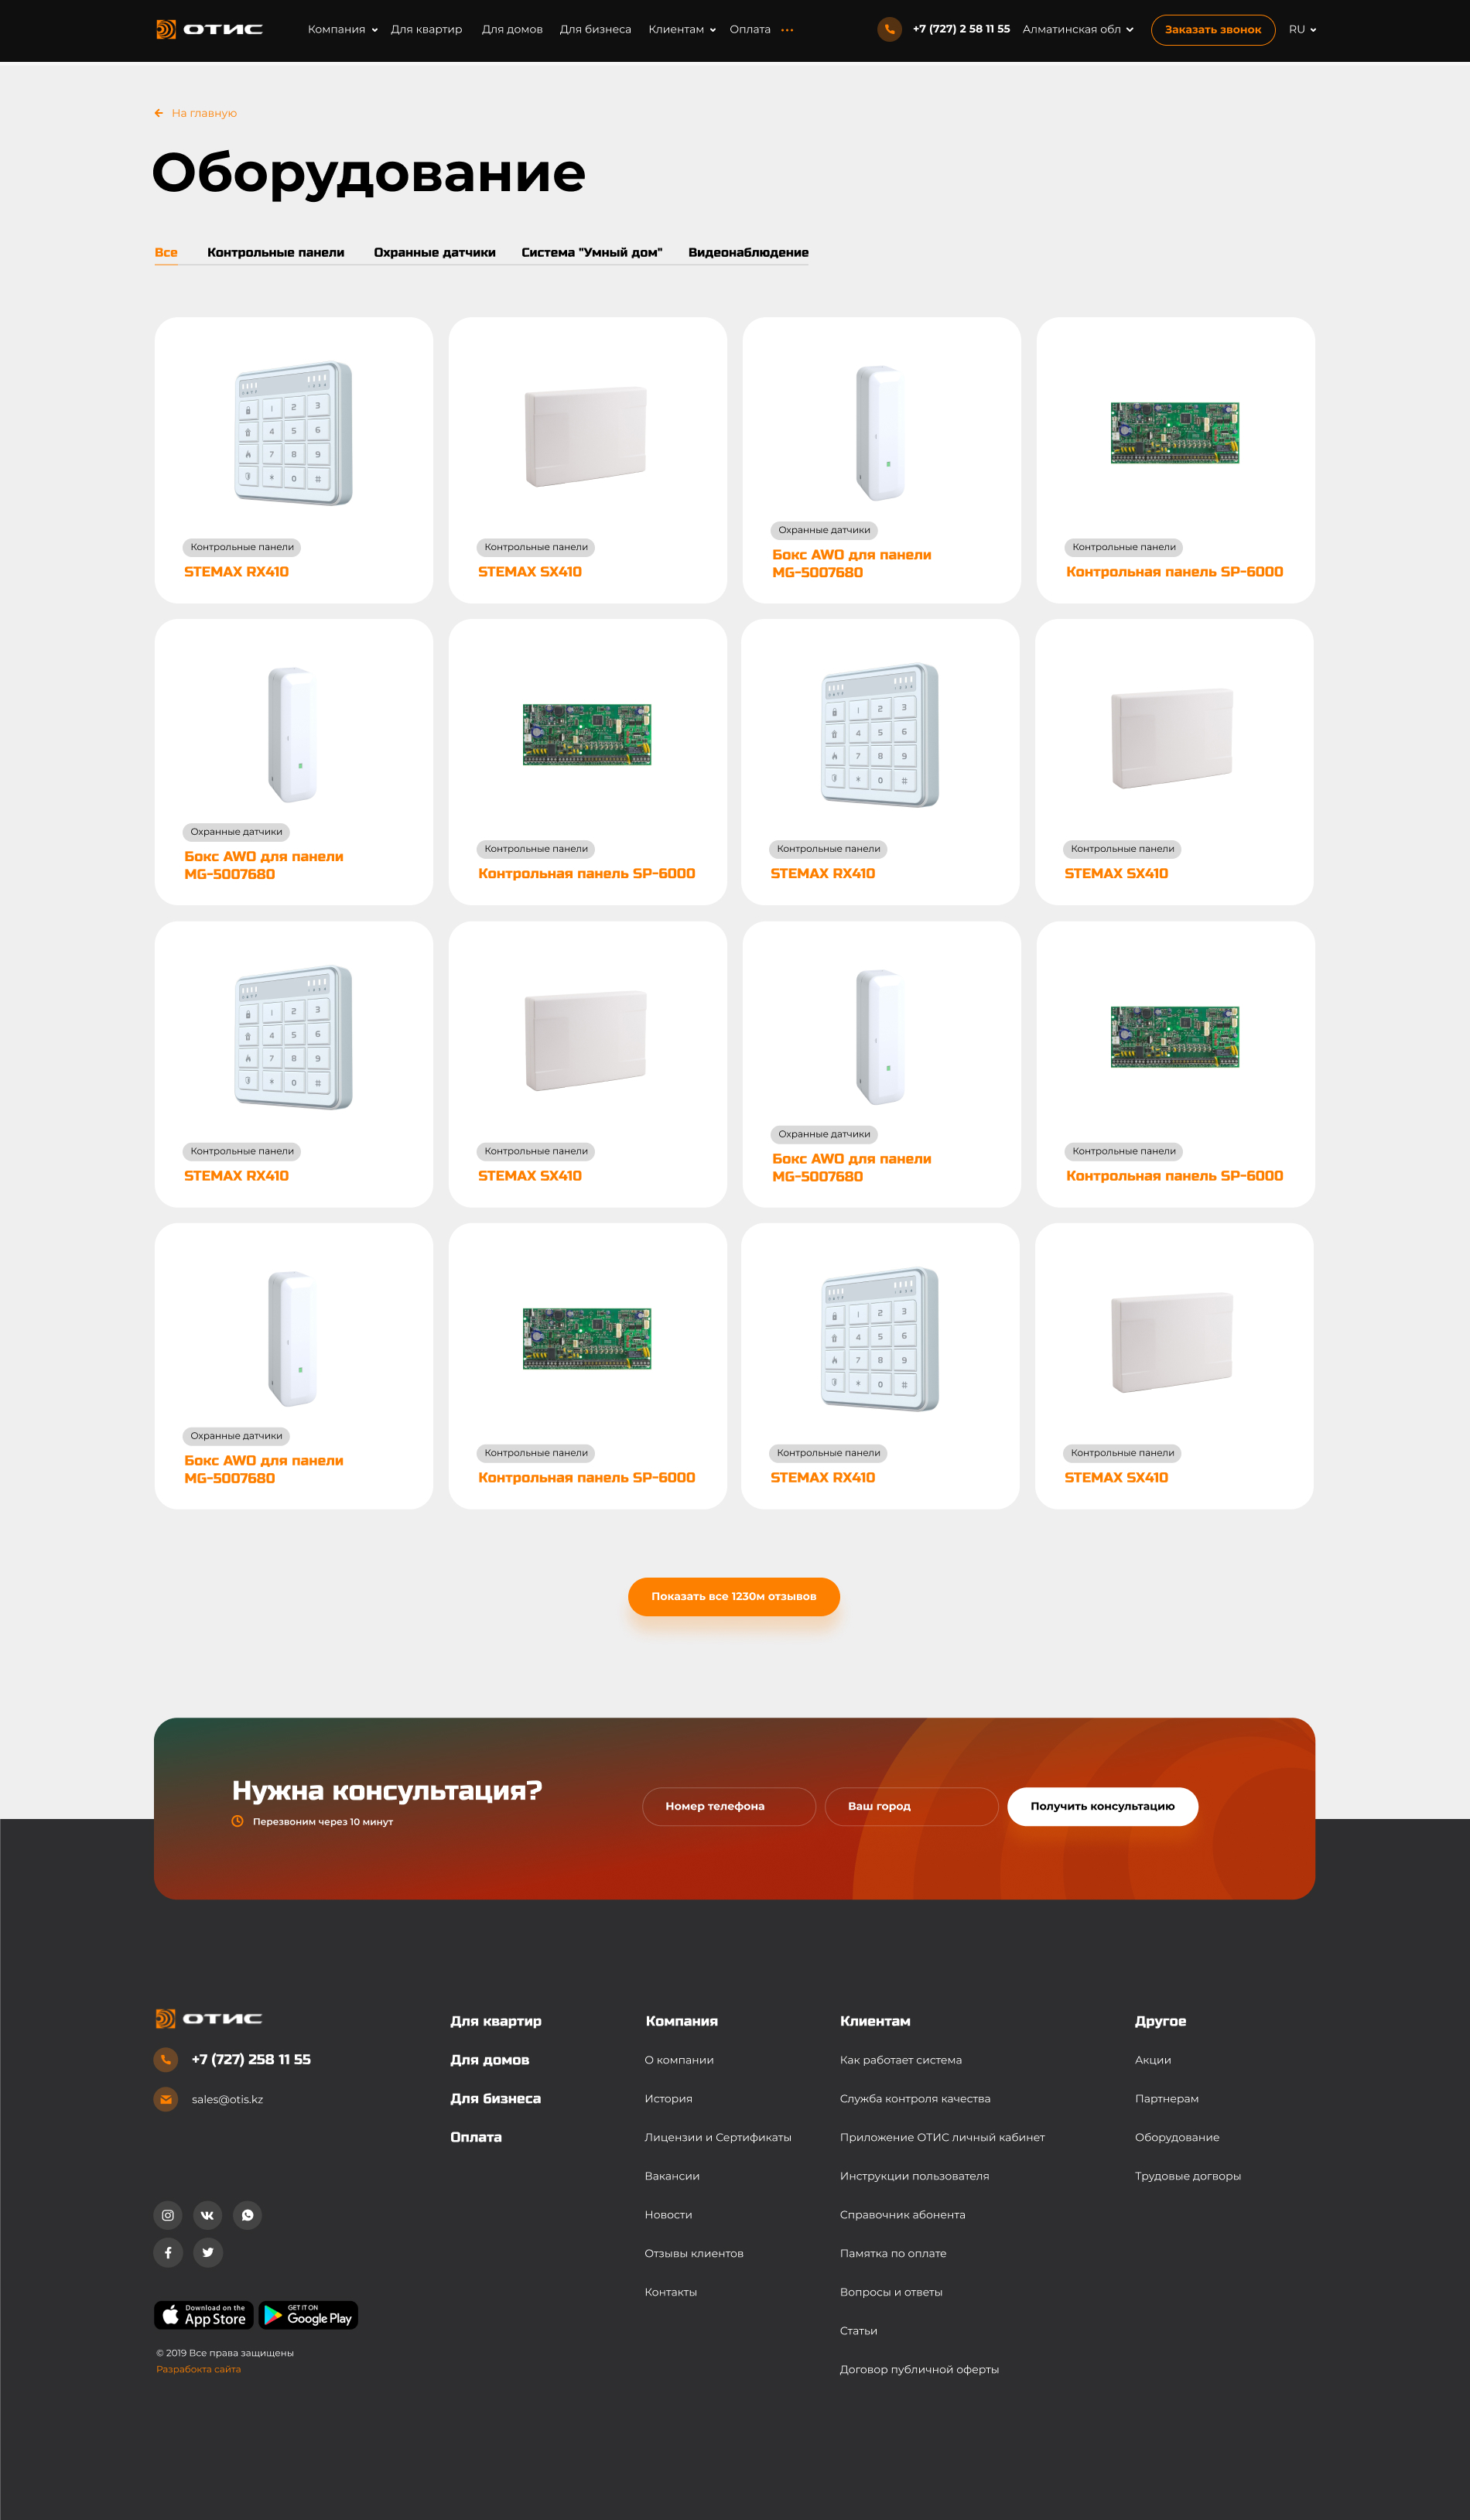 ОТИС Компания Для квартир Для домов Для бизнеса Клиентам Оплата +7 (727) 2 58 11 55 Алматинская обл Заказать звонок RU
На главную
Оборудование
Все Контрольные панели Охранные датчики Система "Умный дом" Видеонаблюдение
Контрольные панели
STEMAX RX410
Контрольные панели
STEMAX SX410
Охранные датчики
Бокс AWO для панели
MG-5007680
Контрольные панели
Контрольная панель SP-6000
Охранные датчики
Бокс AWO для панели
MG-5007680
Контрольные панели
Контрольная панель SP-6000
Контрольные панели
STEMAX RX410
Контрольные панели
STEMAX SX410
Контрольные панели
STEMAX RX410
Контрольные панели
STEMAX SX410
Охранные датчики
Бокс AWO для панели
MG-5007680
Контрольные панели
Контрольная панель SP-6000
Охранные датчики
Бокс AWO для панели
MG-5007680
Контрольные панели
Контрольная панель SP-6000
Контрольные панели
STEMAX RX410
Контрольные панели
STEMAX SX410
Показать все 1230м отзывов
Нужна консультация?
Перезвоним через 10 минут
Номер телефона
Ваш город
Получить консультацию
ОТИС
+7 (727) 258 11 55
sales@otis.kz
Download on the
App Store
GET IT ON
Google Play
© 2019 Все права защищены
Разрабокта сайта
Для квартир
Для домов
Для бизнеса
Оплата
Компания
О компании
История
Лицензии и Сертификаты
Вакансии
Новости
Отзывы клиентов
Контакты
Клиентам
Как работает система
Служба контроля качества
Приложение ОТИС личный кабинет
Инструкции пользователя
Справочник абонента
Памятка по оплате
Вопросы и ответы
Статьи
Договор публичной оферты
Другое
Акции
Партнерам
Оборудование
Трудовые догворы